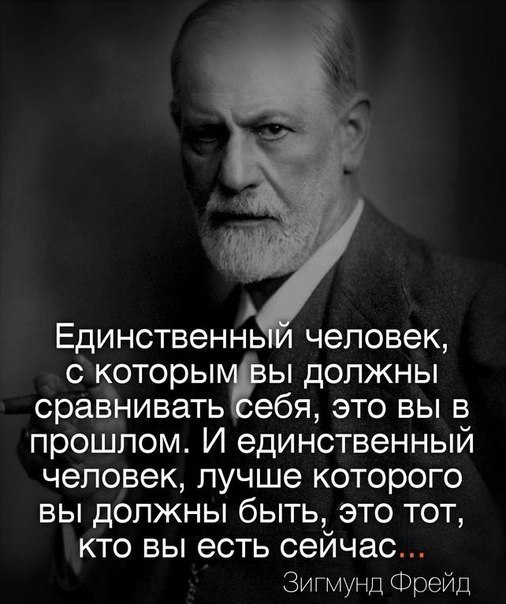 Единственный человек,
с которым вы должны
сравнивать себя, это вы в
прошлом. И единственный
человек, лучше которого
вы должны быть, это тот,
кто вы есть сейчас...
Зигмунд Фрейд